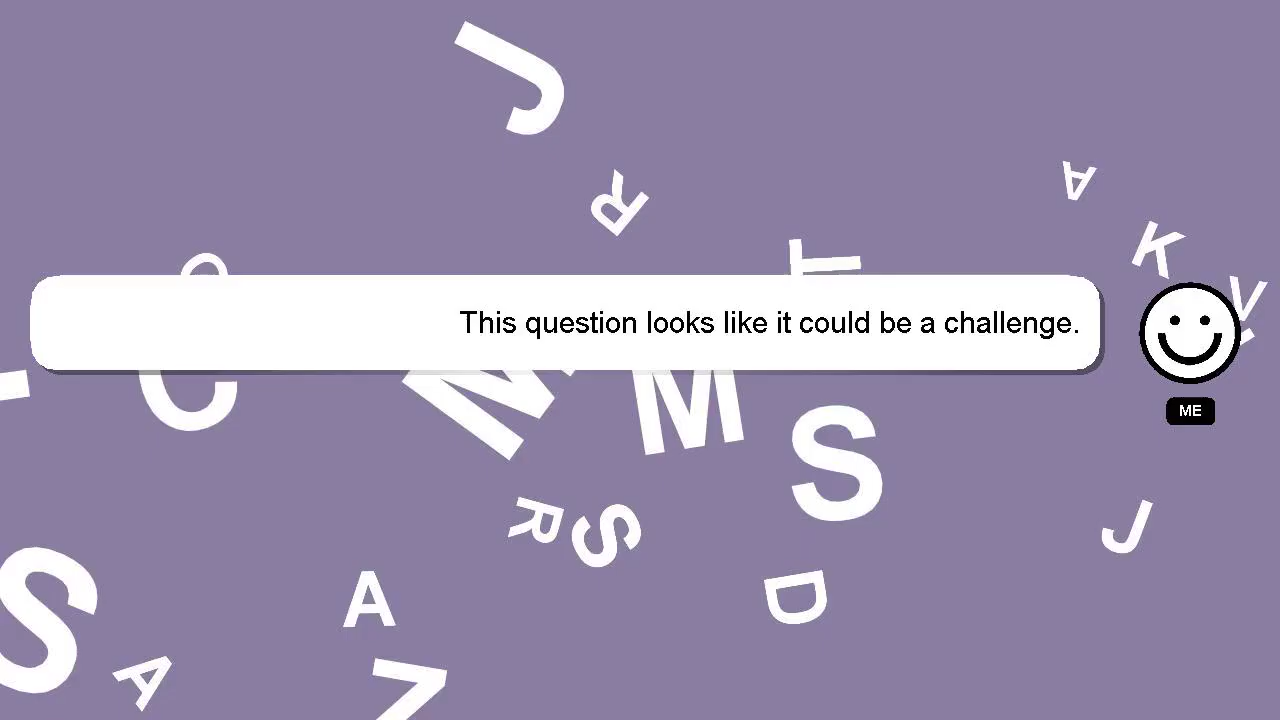 J
R
A
K
T
C
V
This question looks like it could be a challenge.
ME
C
M
M
S
R
S
J
S
A
D
A
Z